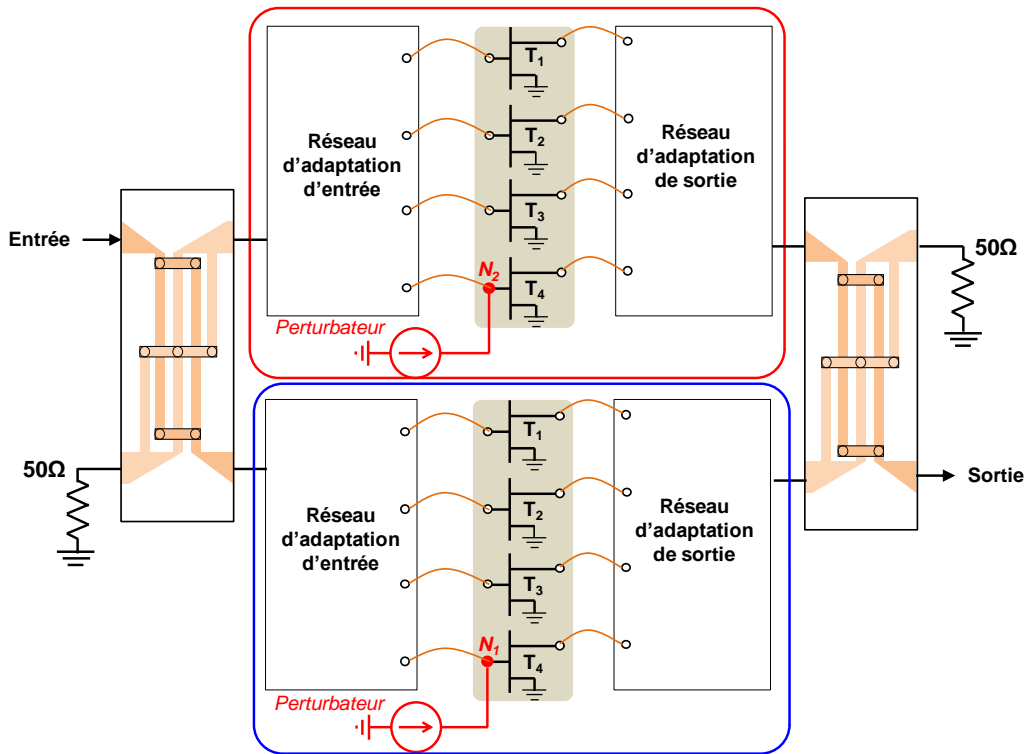 T1
T2
T3
T4
Réseau
d'adaptation
d'entrée
Réseau
d'adaptation
de sortie
Entrée
50Ω
N2
Perturbateur
T1
T2
T3
T4
50Ω
Réseau
d'adaptation
d'entrée
Réseau
d'adaptation
de sortie
Sortie
N1
Perturbateur